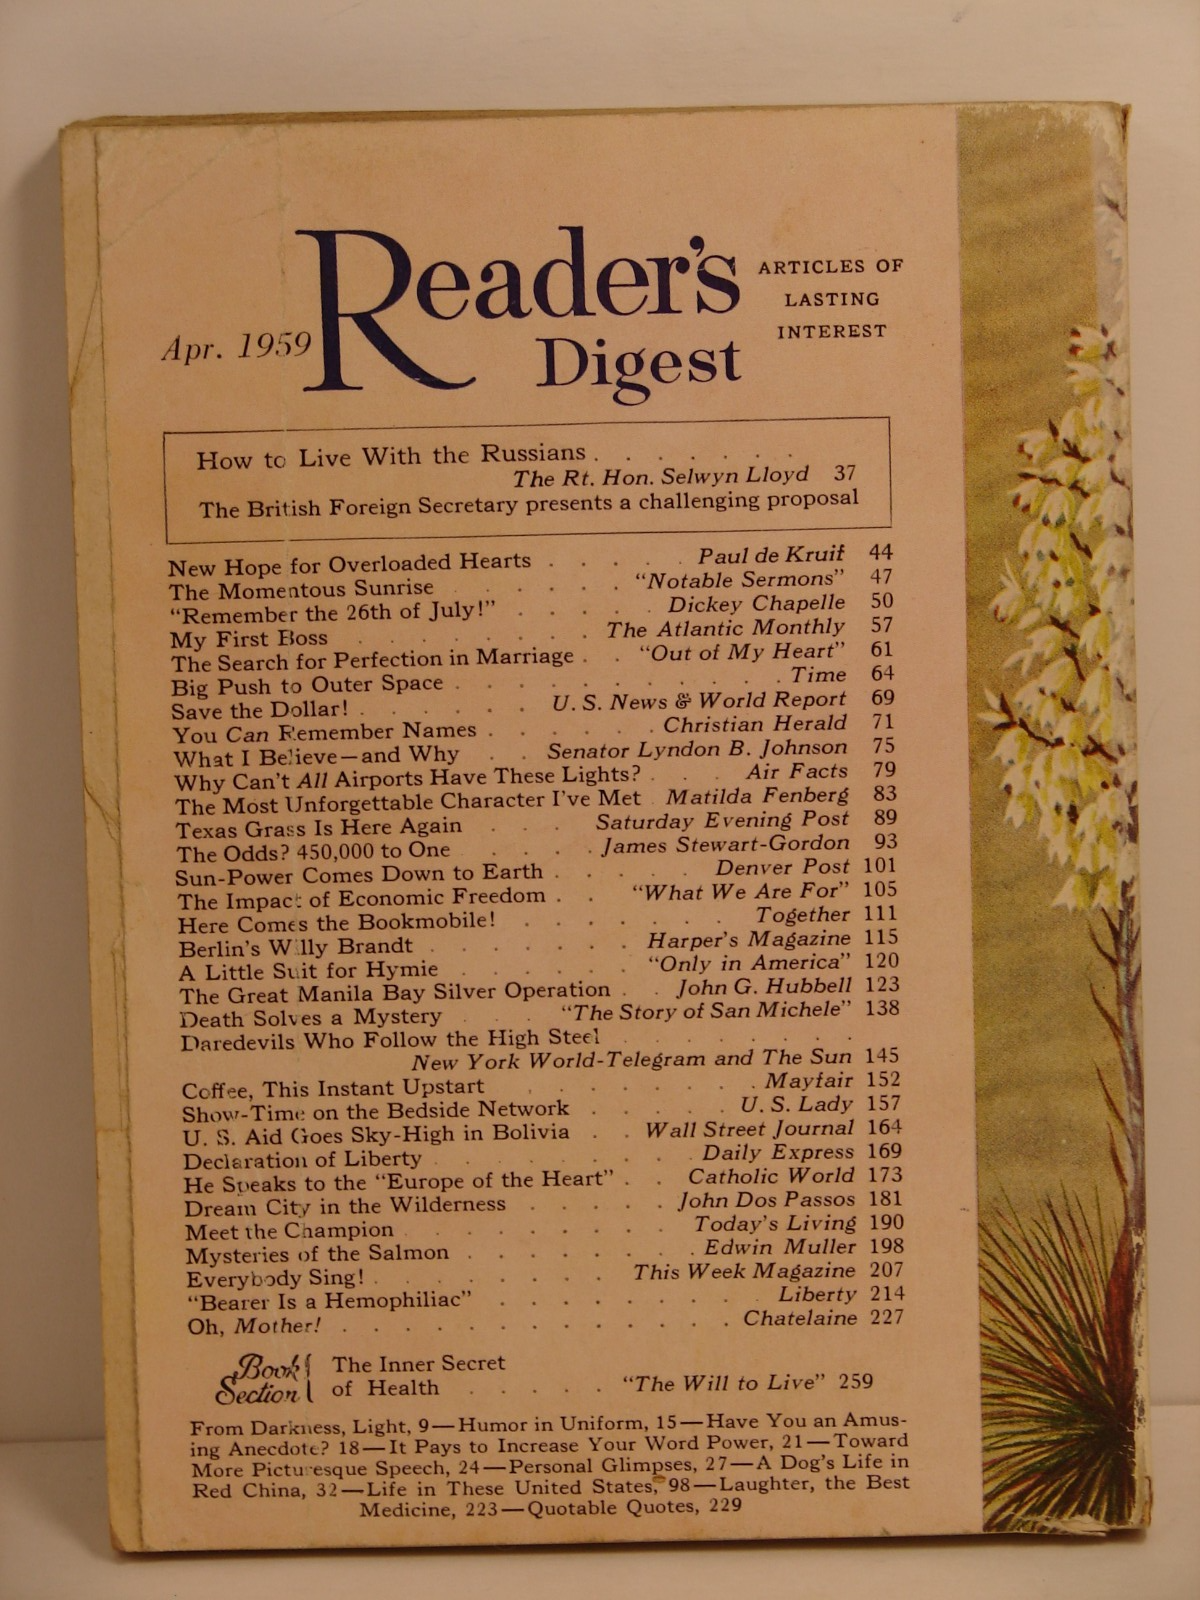 Apr. 1959
Reader's
Digest
ARTICLES OF
LASTING
INTEREST
How to Live With the Russians . . . . . . .
The Rt. Hon. Selwyn Lloyd 37
The British Foreign Secretary presents a challenging proposal
New Hope for Overloaded Hearts . . . . . Paul de Kruif 44
The Momentous Sunrise . . . . "Notable Sermons" 47
"Remember the 26th of July!" . . . . . Dickey Chapelle 50
My First Boss . . . . . . . The Atlantic Monthly 57
The Search for Perfection in Marriage . . "Out of My Heart" 61
Big Push to Outer Space . . . . . . . . . . Time 64
Save the Dollar! . . . . . U. S. News & World Report 69
You Can Remember Names . . . . . Christian Herald 71
What I Believe—and Why . . Senator Lyndon B. Johnson 75
Why Can't All Airports Have These Lights? . . . Air Facts 79
The Most Unforgettable Character I've Met . Matilda Fenberg 83
Texas Grass Is Here Again . . . Saturday Evening Post 89
The Odds? 450,000 to One . . . . James Stewart-Gordon 93
Sun-Power Comes Down to Earth . . . . . Denver Post 101
The Impact of Economic Freedom . . "What We Are For" 105
Here Comes the Bookmobile! . . . . . . . Together 111
Berlin's Willy Brandt . . . . . . . Harper's Magazine 115
A Little Suit for Hymie . . . . . . "Only in America" 120
The Great Manila Bay Silver Operation . . John G. Hubbell 123
Death Solves a Mystery . . . "The Story of San Michele" 138
Daredevils Who Follow the High Steel . . . . . . .
New York World-Telegram and The Sun 145
Coffee, This Instant Upstart . . . . . . . Mayfair 152
Show-Time on the Bedside Network . . . . . U. S. Lady 157
U. S. Aid Goes Sky-High in Bolivia . . Wall Street Journal 164
Declaration of Liberty . . . . . . . . Daily Express 169
He Speaks to the "Europe of the Heart" . . Catholic World 173
Dream City in the Wilderness . . . . . John Dos Passos 181
Meet the Champion . . . . . . . . Today's Living 190
Mysteries of the Salmon . . . . . . . . Edwin Muller 198
Everybody Sing! . . . . . . . This Week Magazine 207
"Bearer Is a Hemophiliac" . . . . . . . . Liberty 214
Oh, Mother! . . . . . . . . . . . . Chatelaine 227
Book Section
The Inner Secret
of Health . . . . . "The Will to Live" 259
From Darkness, Light, 9—Humor in Uniform, 15—Have You an Amus-
ing Anecdote? 18—It Pays to Increase Your Word Power, 21—Toward
More Picturesque Speech, 24—Personal Glimpses, 27—A Dog's Life in
Red China, 32—Life in These United States, 98—Laughter, the Best
Medicine, 223—Quotable Quotes, 229